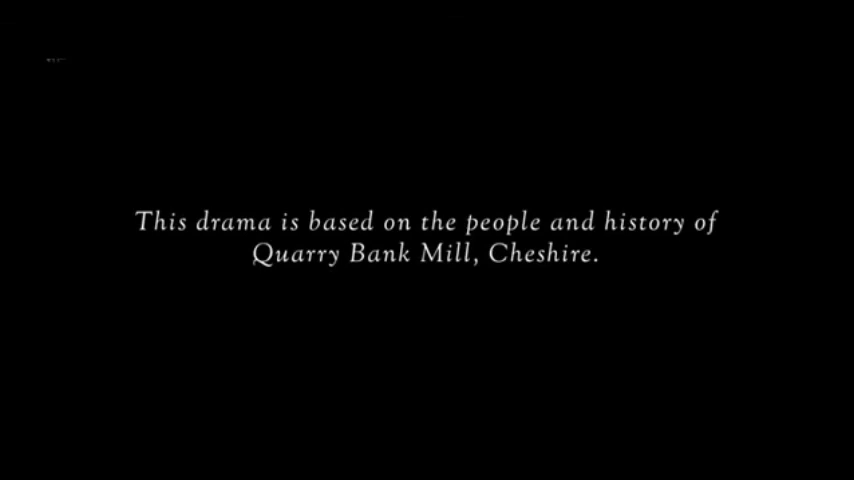 This drama is based on the people and history of
Quarry Bank Mill, Cheshire.